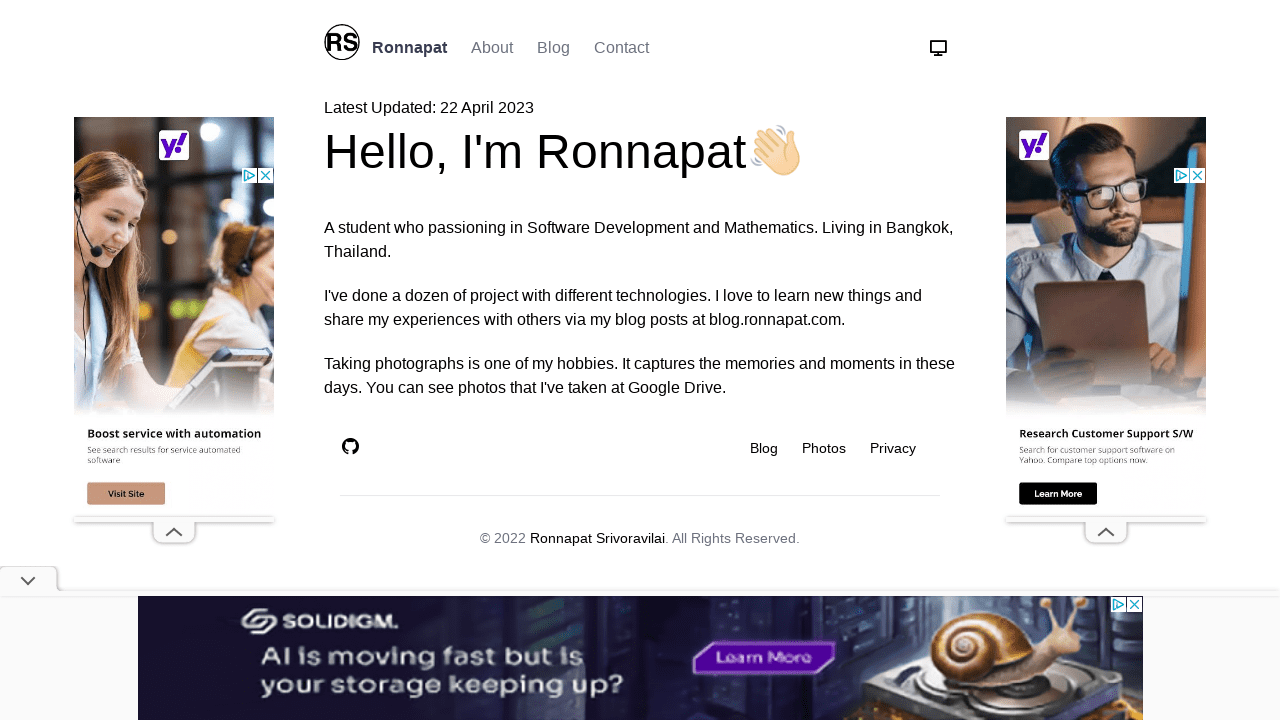 RS Ronnapat About Blog Contact
Latest Updated: 22 April 2023
Hello, I'm Ronnapat
A student who passioning in Software Development and Mathematics. Living in Bangkok,
Thailand.
I've done a dozen of project with different technologies. I love to learn new things and
share my experiences with others via my blog posts at blog.ronnapat.com.
Taking photographs is one of my hobbies. It captures the memories and moments in these
days. You can see photos that I've taken at Google Drive.
Blog Photos Privacy
© 2022 Ronnapat Srivoravilai. All Rights Reserved.
y!
Boost service with automation
See search results for service automated
software
Visit Site
y!
Research Customer Support S/W
Search for customer support software on
Yahoo. Compare top options now.
Learn More
SOLIDIGM.
AI is moving fast but is
your storage keeping up?
Learn More